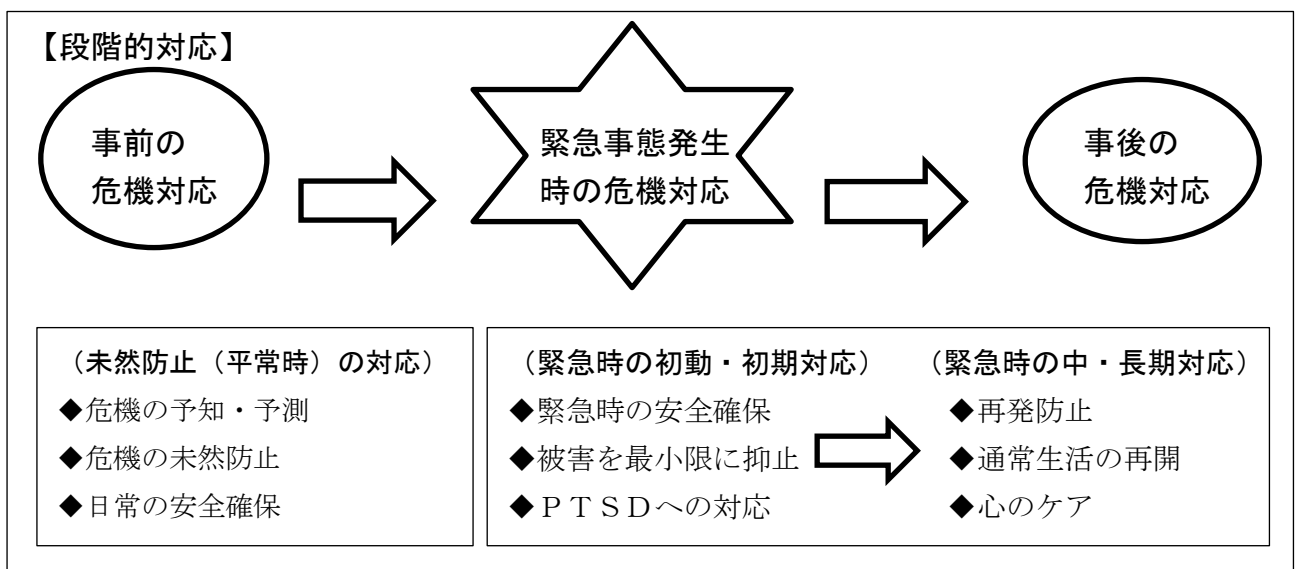 【段階的対応】
事前の
危機対応
緊急事態発生
時の危機対応
事後の
危機対応
（未然防止（平常時）の対応）
◆危機の予知・予測
◆危機の未然防止
◆日常の安全確保
（緊急時の初動・初期対応）
◆緊急時の安全確保
◆被害を最小限に抑止
◆ＰＴＳＤへの対応
（緊急時の中・長期対応）
◆再発防止
◆通常生活の再開
◆心のケア